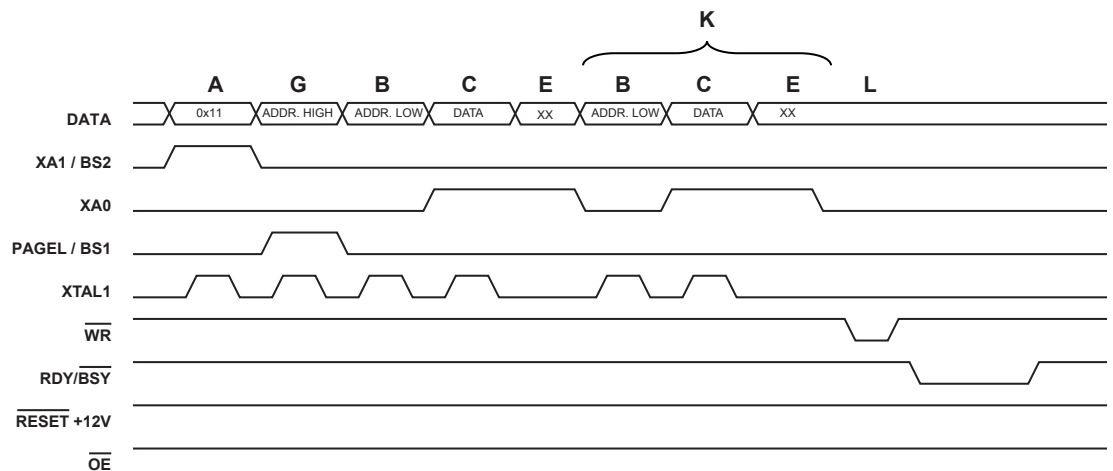 K
A G B C E B C E L
DATA 0x11 ADDR. HIGH ADDR. LOW DATA XX ADDR. LOW DATA XX
XA1 / BS2
XA0
PAGEL / BS1
XTAL1
WR
RDY/BSY
RESET +12V
OE